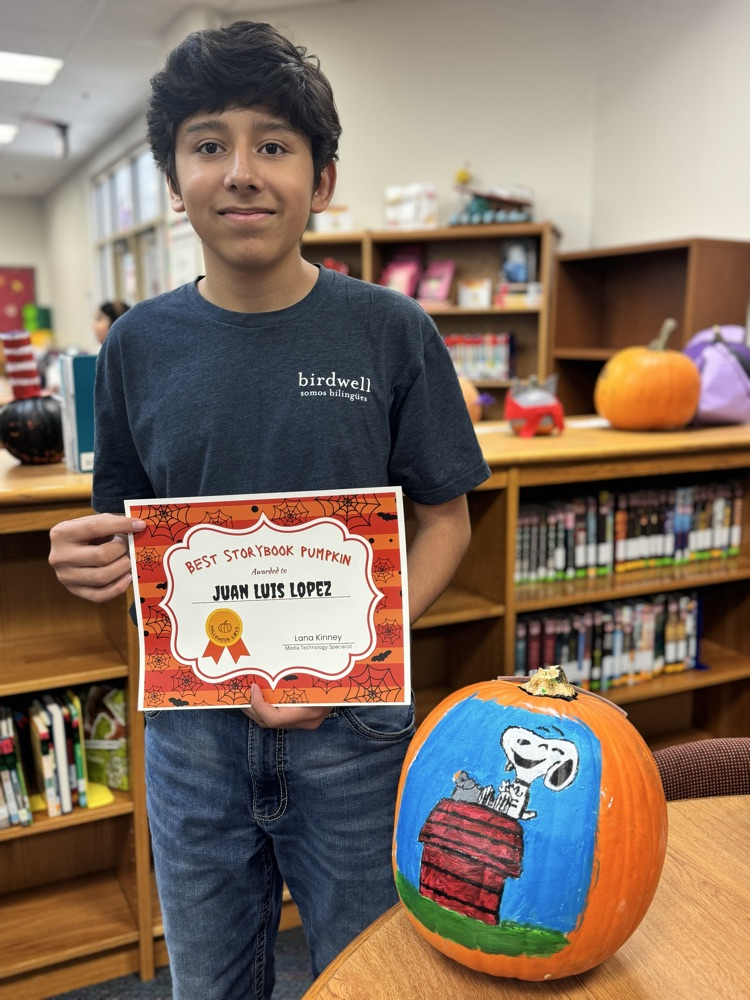 birdwell
somos bilingües
BEST STORYBOOK PUMPKIN
Awarded to
JUAN LUIS LOPEZ
Lana Kinney
Media Technology Specialist